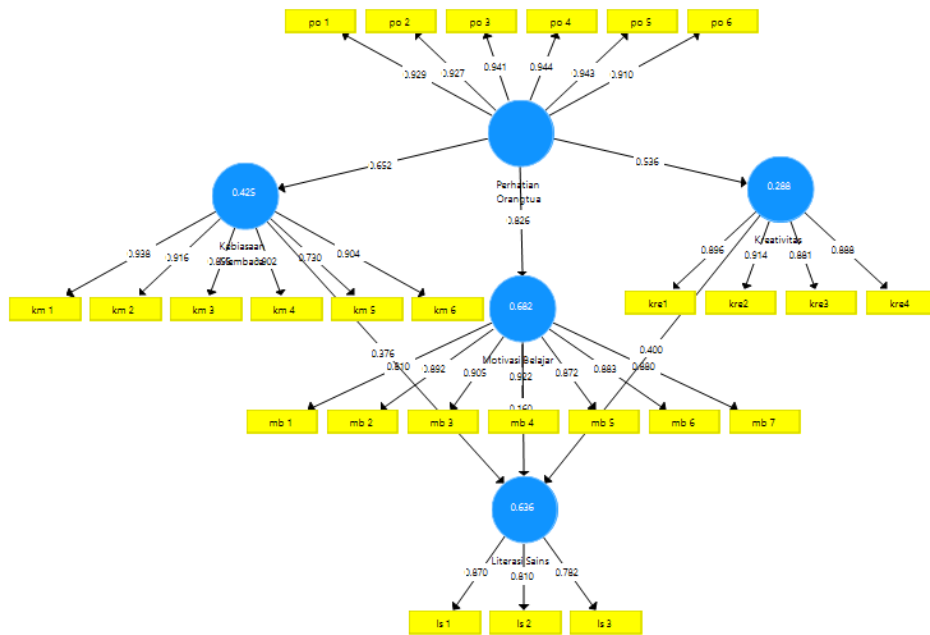 po 1
po 2
po 3
po 4
po 5
po 6
0.929
0.927
0.941
0.944
0.943
0.910
0.652
0.536
0.425
0.288
Perhatian
Orangtua
0.826
Kebiasaan
Membaca
Kreativitas
0.938
0.916
0.730
0.904
0.896
0.914
0.881
0.888
km 1
km 2
km 3
km 4
km 5
km 6
kre1
kre2
kre3
kre4
0.682
0.376
Motivasi Belajar
0.400
0.810
0.892
0.905
0.922
0.872
0.883
0.880
0.160
mb 1
mb 2
mb 3
mb 4
mb 5
mb 6
mb 7
0.636
Literasi Sains
0.870
0.810
0.782
ls 1
ls 2
ls 3